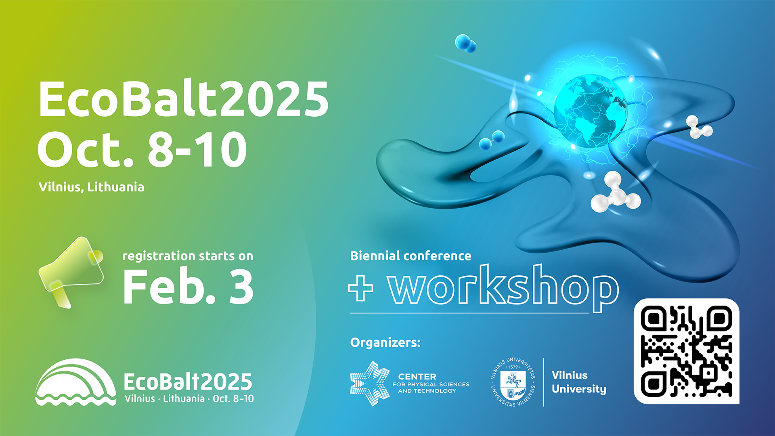 EcoBalt2025
Oct. 8-10
Vilnius, Lithuania
registration starts on
Feb. 3
Biennial conference
+ workshop
Organizers:
CENTER
FOR PHYSICAL SCIENCES
AND TECHNOLOGY
Vilnius
University
EcoBalt2025
Vilnius · Lithuania · Oct. 8-10